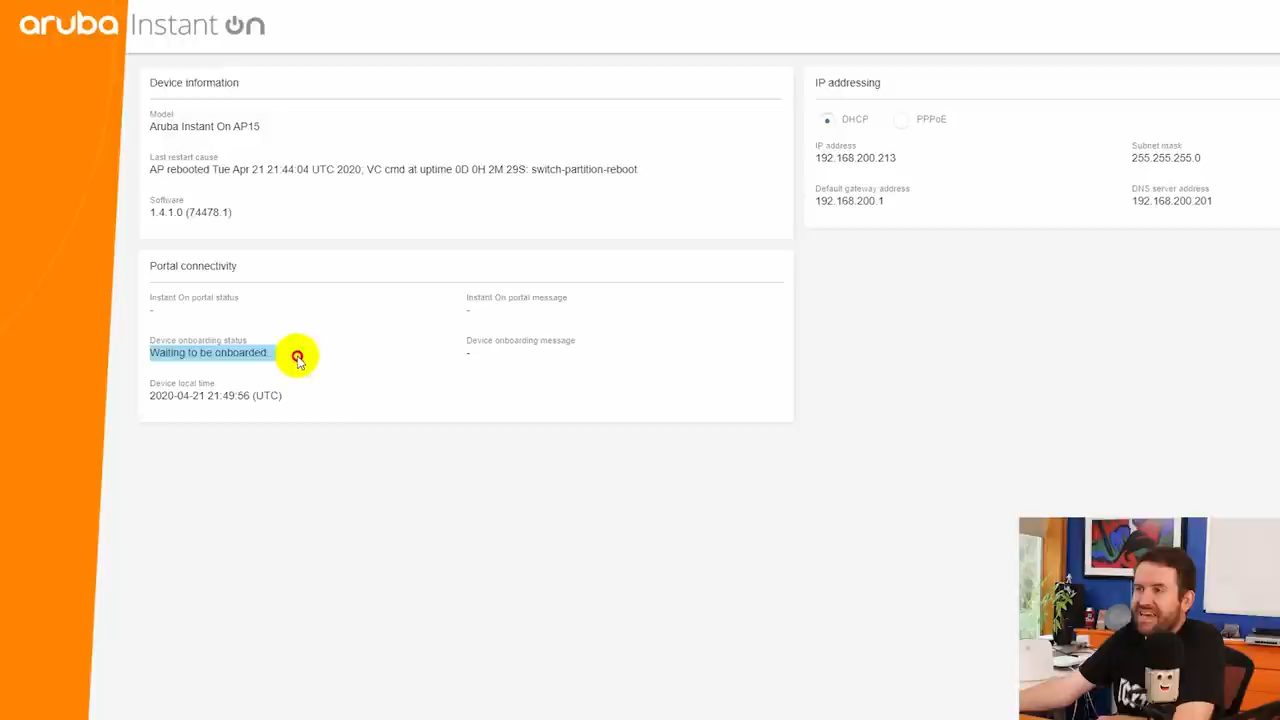 aruba Instant On
Device information
Model
Aruba Instant On AP15
Last restart cause
AP rebooted Tue Apr 21 21:44:04 UTC 2020; VC cmd at uptime 0D 0H 2M 29S: switch-partition-reboot
Software
1.4.1.0 (74478.1)
Portal connectivity
Instant On portal status
-
Instant On portal message
-
Device onboarding status
Waiting to be onboarded.
Device onboarding message
-
Device local time
2020-04-21 21:49:56 (UTC)
IP addressing
DHCP PPPoE
IP address
192.168.200.213
Subnet mask
255.255.255.0
Default gateway address
192.168.200.1
DNS server address
192.168.200.201